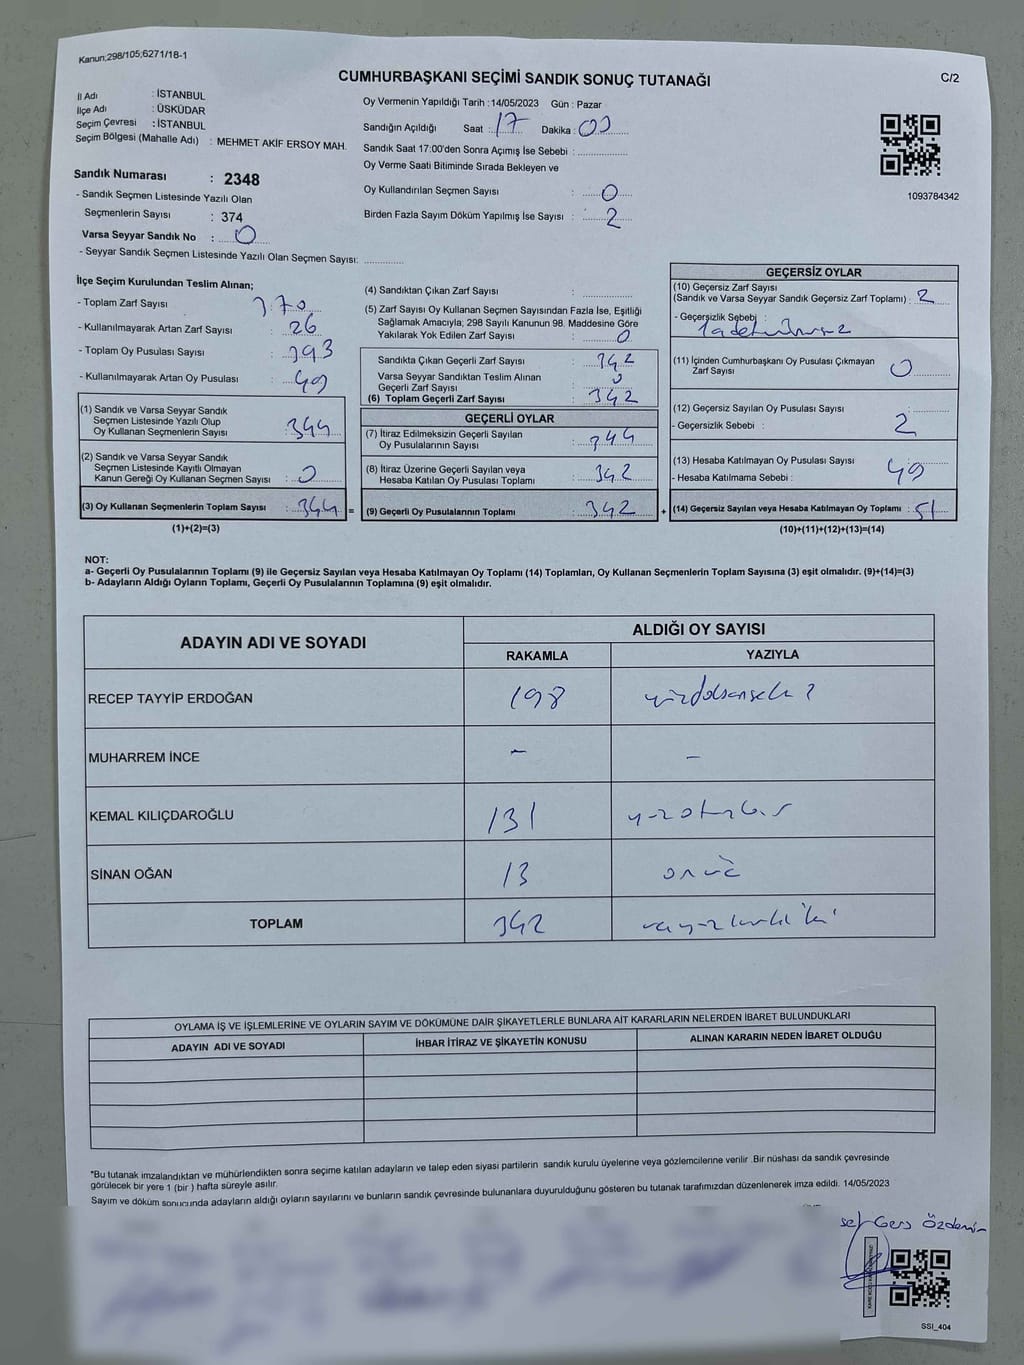 Kanun;298/105;6271/18-1
CUMHURBAŞKANI SEÇİMİ SANDIK SONUÇ TUTANAĞI
C/2
İl Adı : İSTANBUL
İlçe Adı : ÜSKÜDAR
Seçim Çevresi : İSTANBUL
Seçim Bölgesi (Mahalle Adı) : MEHMET AKİF ERSOY MAH.
Sandık Numarası : 2348
- Sandık Seçmen Listesinde Yazılı Olan
Seçmenlerin Sayısı : 374
Varsa Seyyar Sandık No : 0
- Seyyar Sandık Seçmen Listesinde Yazılı Olan Seçmen Sayısı:
Oy Vermenin Yapıldığı Tarih :14/05/2023 Gün : Pazar
Sandığın Açıldığı Saat : 17 Dakika : 00
Sandık Saat 17:00'den Sonra Açımış İse Sebebi :
Oy Verme Saati Bitiminde Sırada Bekleyen ve
Oy Kullandırılan Seçmen Sayısı : 0
Birden Fazla Sayım Döküm Yapılmış İse Sayısı : 2
1093784342
İlçe Seçim Kurulundan Teslim Alınan;
- Toplam Zarf Sayısı : 370
- Kullanılmayarak Artan Zarf Sayısı : 26
- Toplam Oy Pusulası Sayısı : 393
- Kullanılmayarak Artan Oy Pusulası : 49
(1) Sandık ve Varsa Seyyar Sandık
Seçmen Listesinde Yazılı Olup
Oy Kullanan Seçmenlerin Sayısı : 344
(2) Sandık ve Varsa Seyyar Sandık
Seçmen Listesinde Kayıtlı Olmayan
Kanun Gereği Oy Kullanan Seçmen Sayısı : 0
(3) Oy Kullanan Seçmenlerin Toplam Sayısı : 344 =
(1)+(2)=(3)
(4) Sandıktan Çıkan Zarf Sayısı :
(5) Zarf Sayısı Oy Kullanan Seçmen Sayısından Fazla İse, Eşitliği
Sağlamak Amacıyla; 298 Sayılı Kanunun 98. Maddesine Göre
Yakılarak Yok Edilen Zarf Sayısı : 0
Sandıkta Çıkan Geçerli Zarf Sayısı : 342
Varsa Seyyar Sandıktan Teslim Alınan
Geçerli Zarf Sayısı : 0
(6) Toplam Geçerli Zarf Sayısı : 342
GEÇERLİ OYLAR
(7) İtiraz Edilmeksizin Geçerli Sayılan
Oy Pusulalarının Sayısı : 344
(8) İtiraz Üzerine Geçerli Sayılan veya
Hesaba Katılan Oy Pusulası Toplamı : 342
(9) Geçerli Oy Pusulalarının Toplamı : 342 +
GEÇERSİZ OYLAR
(10) Geçersiz Zarf Sayısı
(Sandık ve Varsa Seyyar Sandık Geçersiz Zarf Toplamı) : 2
- Geçersizlik Sebebi :
(11) İçinden Cumhurbaşkanı Oy Pusulası Çıkmayan
Zarf Sayısı : 0
(12) Geçersiz Sayılan Oy Pusulası Sayısı :
- Geçersizlik Sebebi : 2
(13) Hesaba Katılmayan Oy Pusulası Sayısı : 49
- Hesaba Katılmama Sebebi :
(14) Geçersiz Sayılan veya Hesaba Katılmayan Oy Toplamı : 51
(10)+(11)+(12)+(13)=(14)
NOT:
a- Geçerli Oy Pusulalarının Toplamı (9) ile Geçersiz Sayılan veya Hesaba Katılmayan Oy Toplamı (14) Toplamları, Oy Kullanan Seçmenlerin Toplam Sayısına (3) eşit olmalıdır. (9)+(14)=(3)
b- Adayların Aldığı Oyların Toplamı, Geçerli Oy Pusulalarının Toplamına (9) eşit olmalıdır.
ADAYIN ADI VE SOYADI
ALDIĞI OY SAYISI
RAKAMLA YAZIYLA
RECEP TAYYİP ERDOĞAN 198
MUHARREM İNCE - -
KEMAL KILIÇDAROĞLU 131
SİNAN OĞAN 13 onüç
TOPLAM 342
OYLAMA İŞ VE İŞLEMLERİNE VE OYLARIN SAYIM VE DÖKÜMÜNE DAİR ŞİKAYETLERLE BUNLARA AİT KARARLARIN NELERDEN İBARET BULUNDUKLARI
ADAYIN ADI VE SOYADI İHBAR İTİRAZ VE ŞİKAYETİN KONUSU ALINAN KARARIN NEDEN İBARET OLDUĞU
*Bu tutanak imzalandıktan ve mühürlendikten sonra seçime katılan adayların ve talep eden siyasi partilerin sandık kurulu üyelerine veya gözlemcilerine verilir .Bir nüshası da sandık çevresinde
görülecek bir yere 1 (bir ) hafta süreyle asılır.
Sayım ve döküm sonucunda adayların aldığı oyların sayılarını ve bunların sandık çevresinde bulunanlara duyurulduğunu gösteren bu tutanak tarafımızdan düzenlenerek imza edildi. 14/05/2023
Özdemir
SSI_404